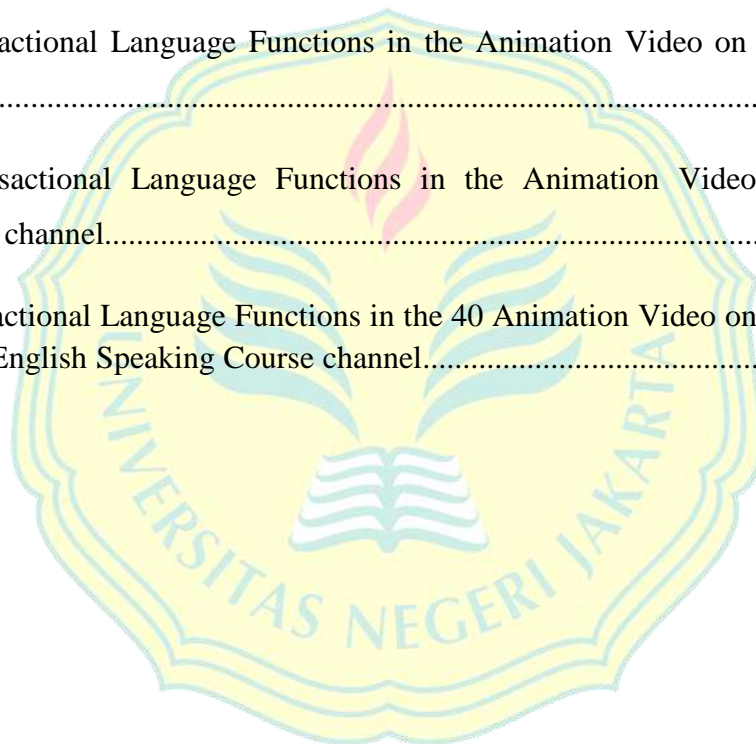 actional Language Functions in the Animation Video on
....................................................................................................
sactional Language Functions in the Animation Video
channel....................................................................................
actional Language Functions in the 40 Animation Video on
English Speaking Course channel..........................................
UNIVERSITAS NEGERI JAKARTA